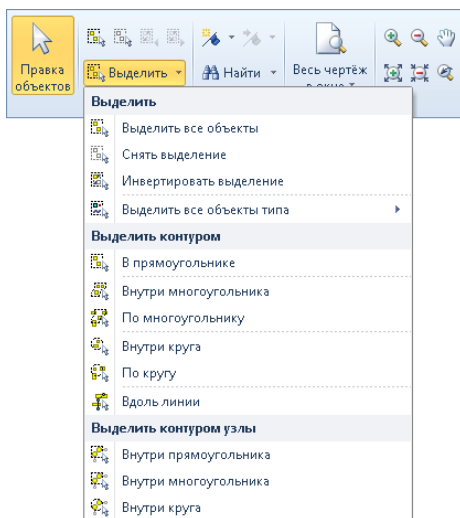 Правка
объектов
Выделить
Найти
Весь чертёж
Выделить
Выделить все объекты
Снять выделение
Инвертировать выделение
Выделить все объекты типа
Выделить контуром
В прямоугольнике
Внутри многоугольника
По многоугольнику
Внутри круга
По кругу
Вдоль линии
Выделить контуром узлы
Внутри прямоугольника
Внутри многоугольника
Внутри круга